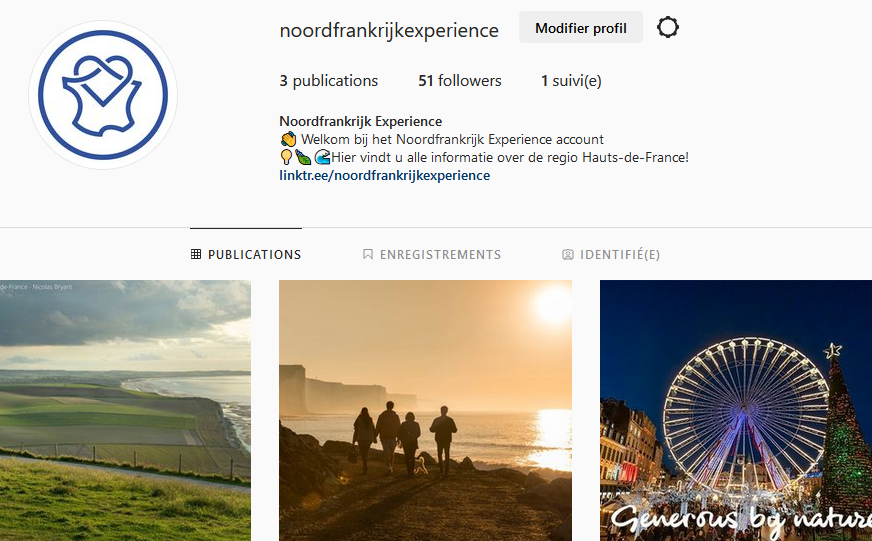 noordfrankrijkexperience
Modifier profil
3 publications 51 followers 1 suivi(e)
Noordfrankrijk Experience
👏 Welkom bij het Noordfrankrijk Experience account
💡🍃🌊Hier vindt u alle informatie over de regio Hauts-de-France!
linktr.ee/noordfrankrijkexperience
PUBLICATIONS ENREGISTREMENTS IDENTIFIÉ(E)
de-France - Nicolas Bryant
Generous by nature